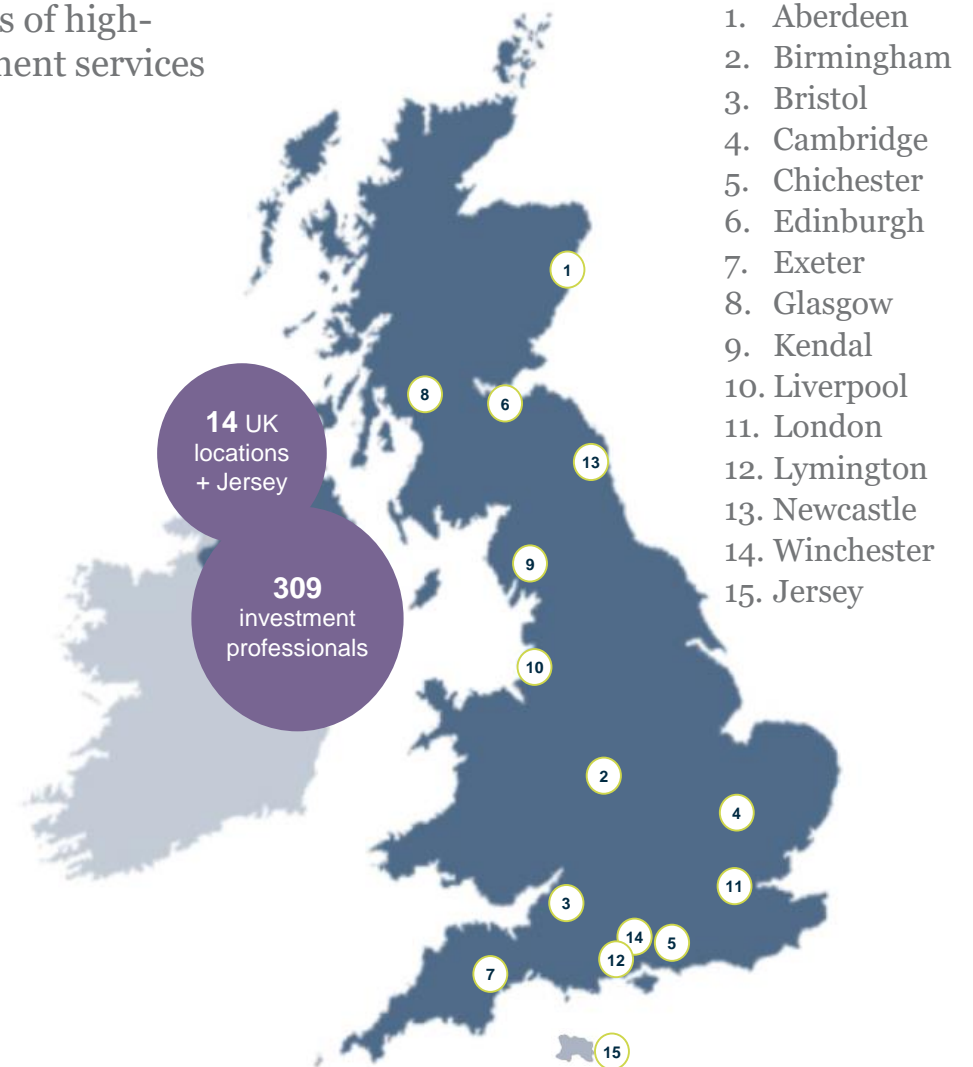 s of high-
nent services
1. Aberdeen
2. Birmingham
3. Bristol
4. Cambridge
5. Chichester
6. Edinburgh
7. Exeter
8. Glasgow
9. Kendal
10. Liverpool
11. London
12. Lymington
13. Newcastle
14. Winchester
15. Jersey
1
8
6
14 UK
locations
+ Jersey
13
9
309
investment
professionals
10
2
4
11
3
14
5
12
7
15